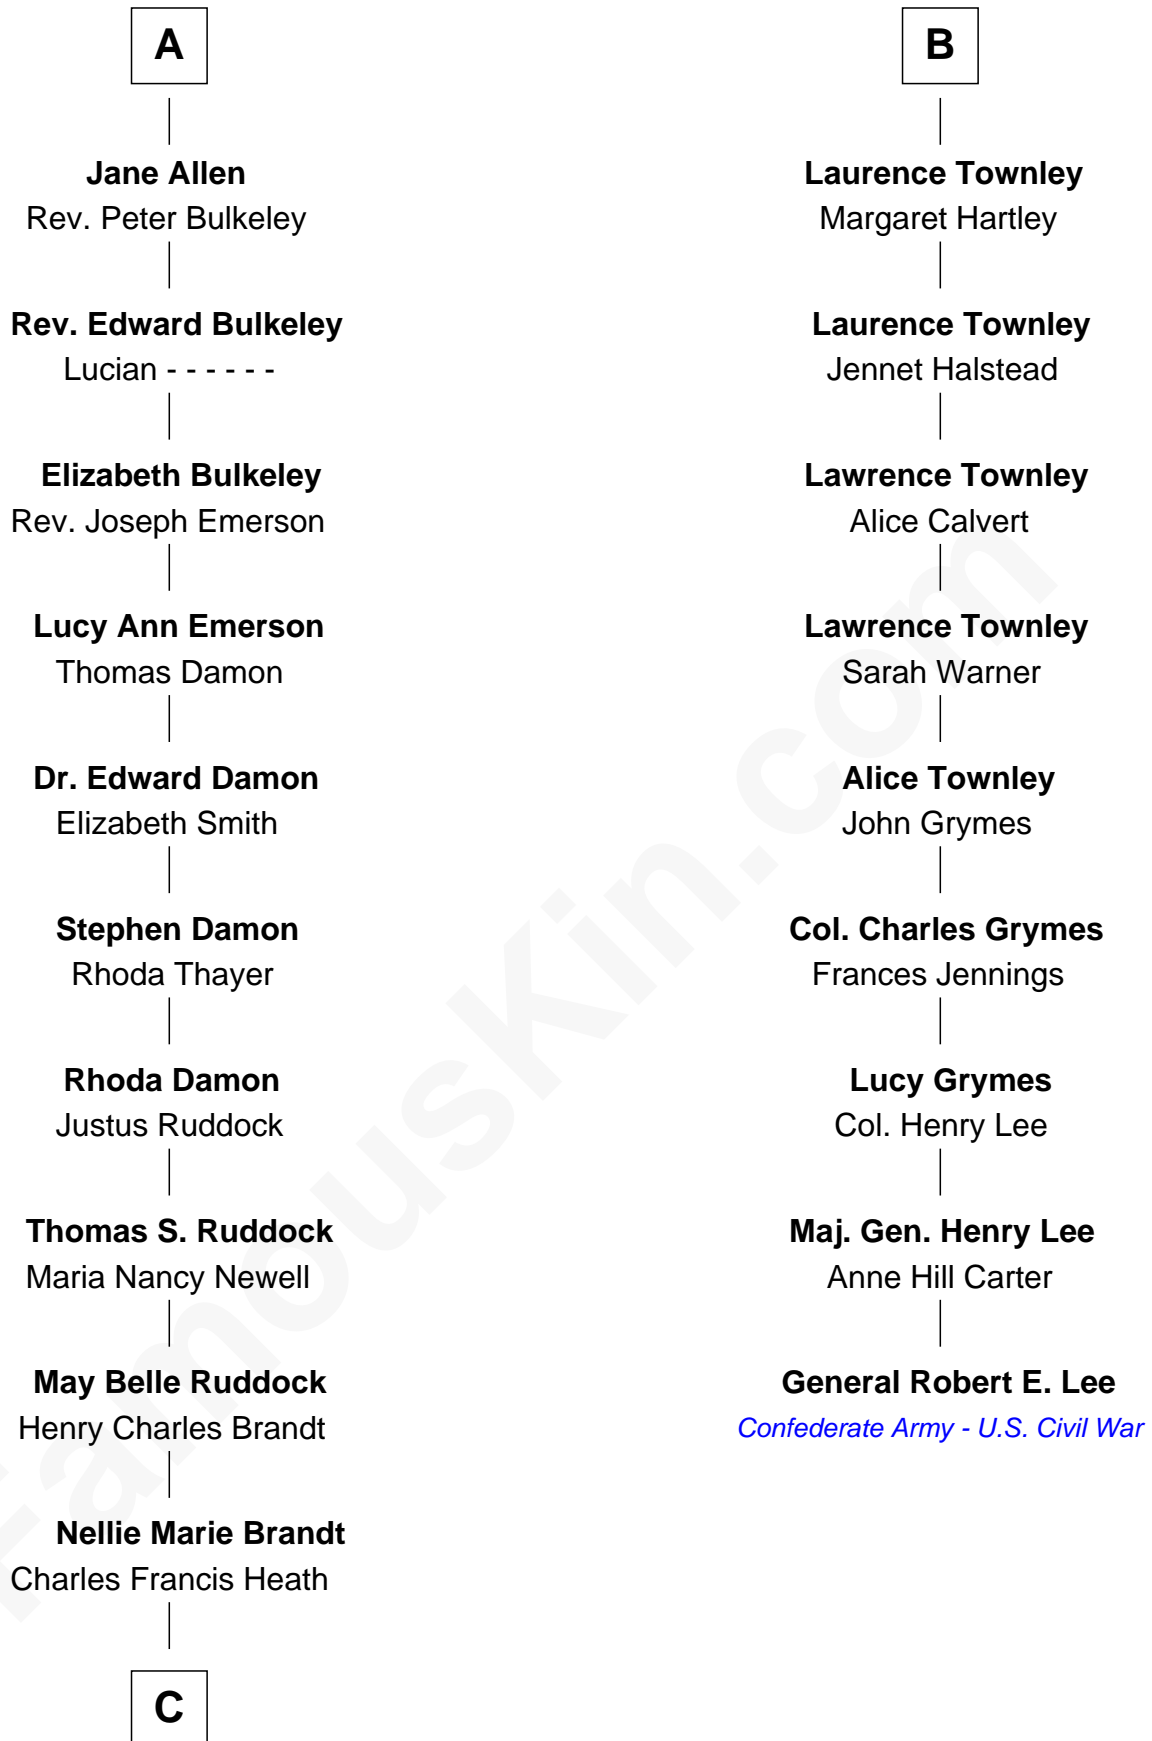 A
Jane Allen
Rev. Peter Bulkeley
Rev. Edward Bulkeley
Lucian - - - - - -
Elizabeth Bulkeley
Rev. Joseph Emerson
Lucy Ann Emerson
Thomas Damon
Dr. Edward Damon
Elizabeth Smith
Stephen Damon
Rhoda Thayer
Rhoda Damon
Justus Ruddock
Thomas S. Ruddock
Maria Nancy Newell
May Belle Ruddock
Henry Charles Brandt
Nellie Marie Brandt
Charles Francis Heath
C
B
Laurence Townley
Margaret Hartley
Laurence Townley
Jennet Halstead
Lawrence Townley
Alice Calvert
Lawrence Townley
Sarah Warner
Alice Townley
John Grymes
Col. Charles Grymes
Frances Jennings
Lucy Grymes
Col. Henry Lee
Maj. Gen. Henry Lee
Anne Hill Carter
General Robert E. Lee
Confederate Army - U.S. Civil War
FamousKin.com